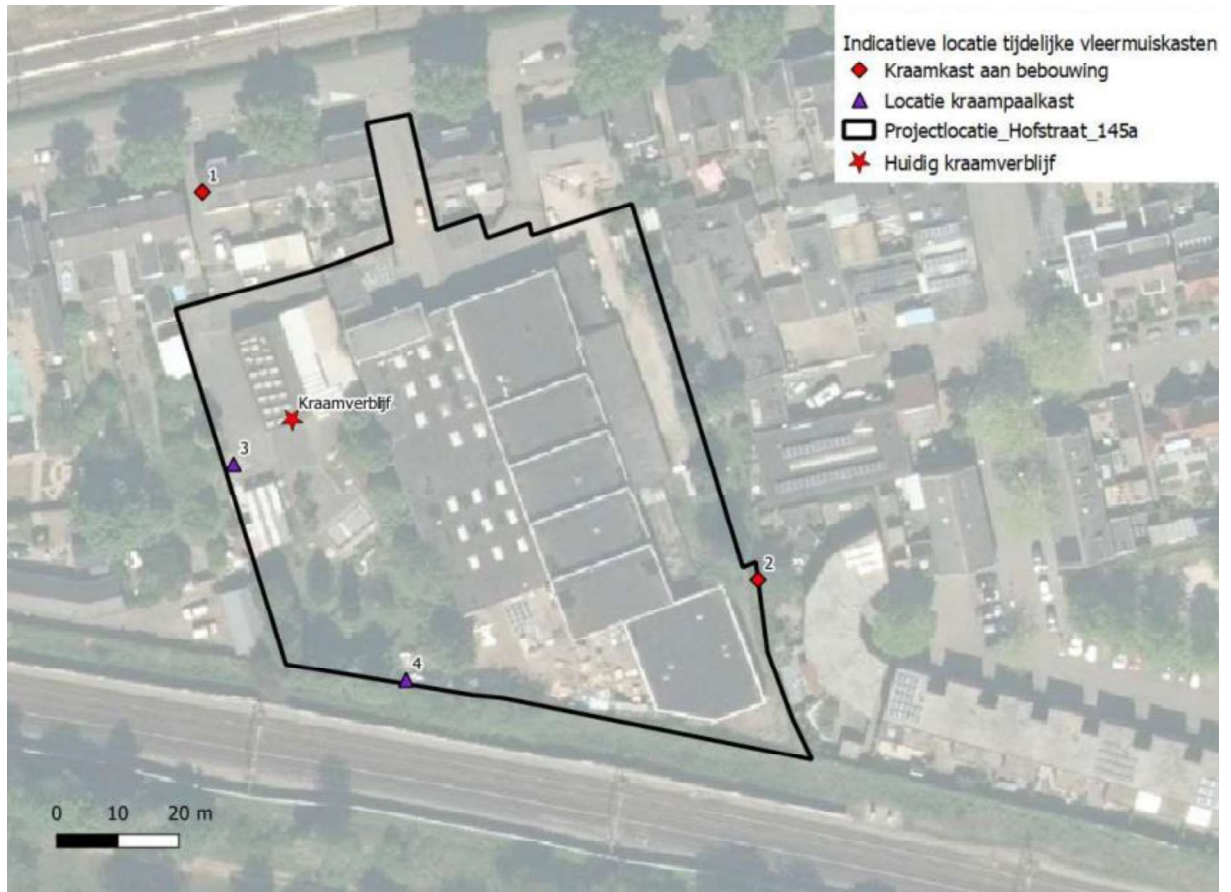 Indicatieve locatie tijdelijke vleermuiskasten
Kraamkast aan bebouwing
Locatie kraampaalkast
Projectlocatie_Hofstraat_145a
Huidig kraamverblijf
1
Kraamverblijf
3
2
4
0 10 20 m